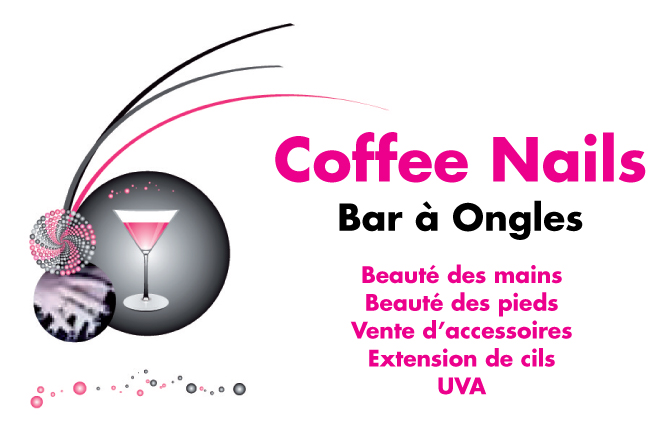 Coffee Nails
Bar à Ongles
Beauté des mains
Beauté des pieds
Vente d’accessoires
Extension de cils
UVA